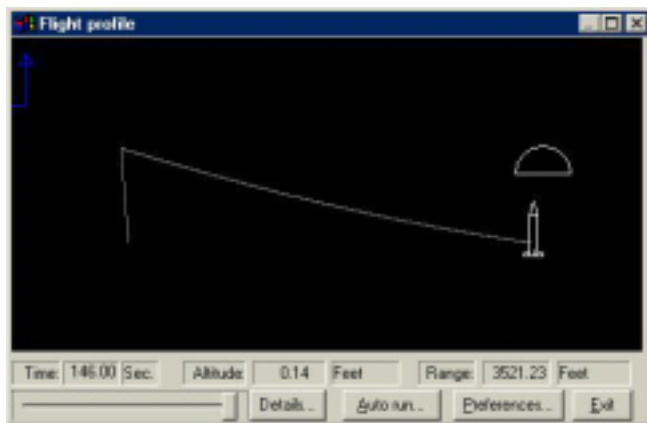 Flight profile
Time: 146.00 Sec. Altitude: 0.14 Feet Range: 3521.23 Feet
Details... Auto run... Preferences... Exit